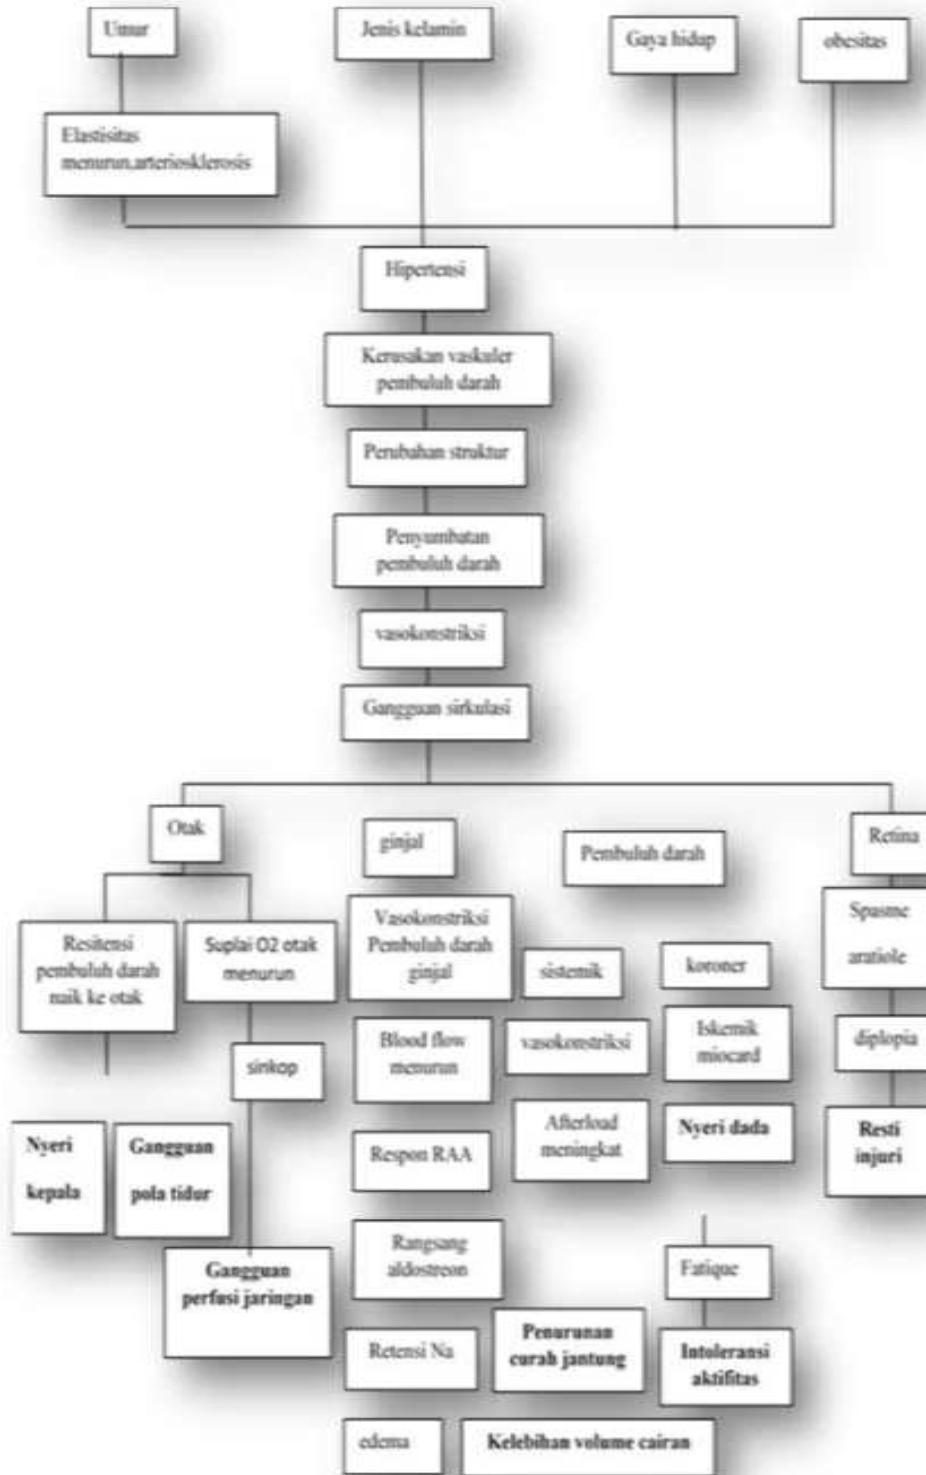 Umur
Jenis kelamin
Gaya hidup
obesitas
Elastisitas
menurun,arteriosklerosis
Hipertensi
Kerusakan vaskuler
pembuluh darah
Perubahan struktur
Penyumbatan
pembuluh darah
vasokonstriksi
Gangguan sirkulasi
Otak
ginjal
Pembuluh darah
Retina
Resitensi
pembuluh darah
naik ke otak
Suplai O2 otak
menurun
Vasokonstriksi
Pembuluh darah
ginjal
sistemik
koroner
Spasme
aratiole
sinkop
Blood flow
menurun
vasokonstriksi
Iskemik
miocard
diplopia
Nyeri
kepala
Gangguan
pola tidur
Respon RAA
Afterload
meningkat
Nyeri dada
Resti
injuri
Gangguan
perfusi jaringan
Rangsang
aldostreon
Fatique
Retensi Na
Penurunan
curah jantung
Intoleransi
aktifitas
edema
Kelebihan volume cairan